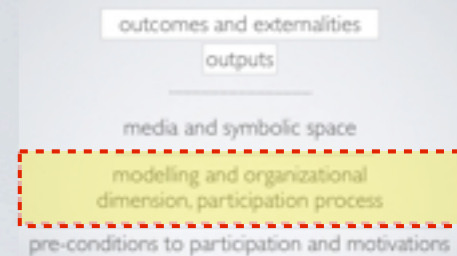 outcomes and externalities
outputs
media and symbolic space
modelling and organizational
dimension, participation process
pre-conditions to participation and motivations